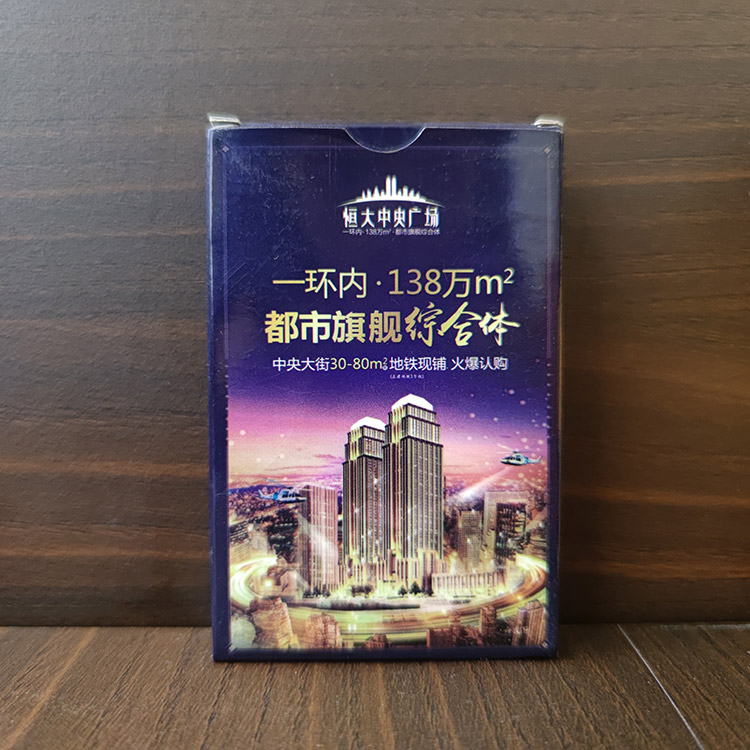 恒大中央广场
一环内·138万m²·都市旗舰综合体
一环内·138万m²
都市旗舰综合体
中央大街30-80m²地铁现铺 火爆认购